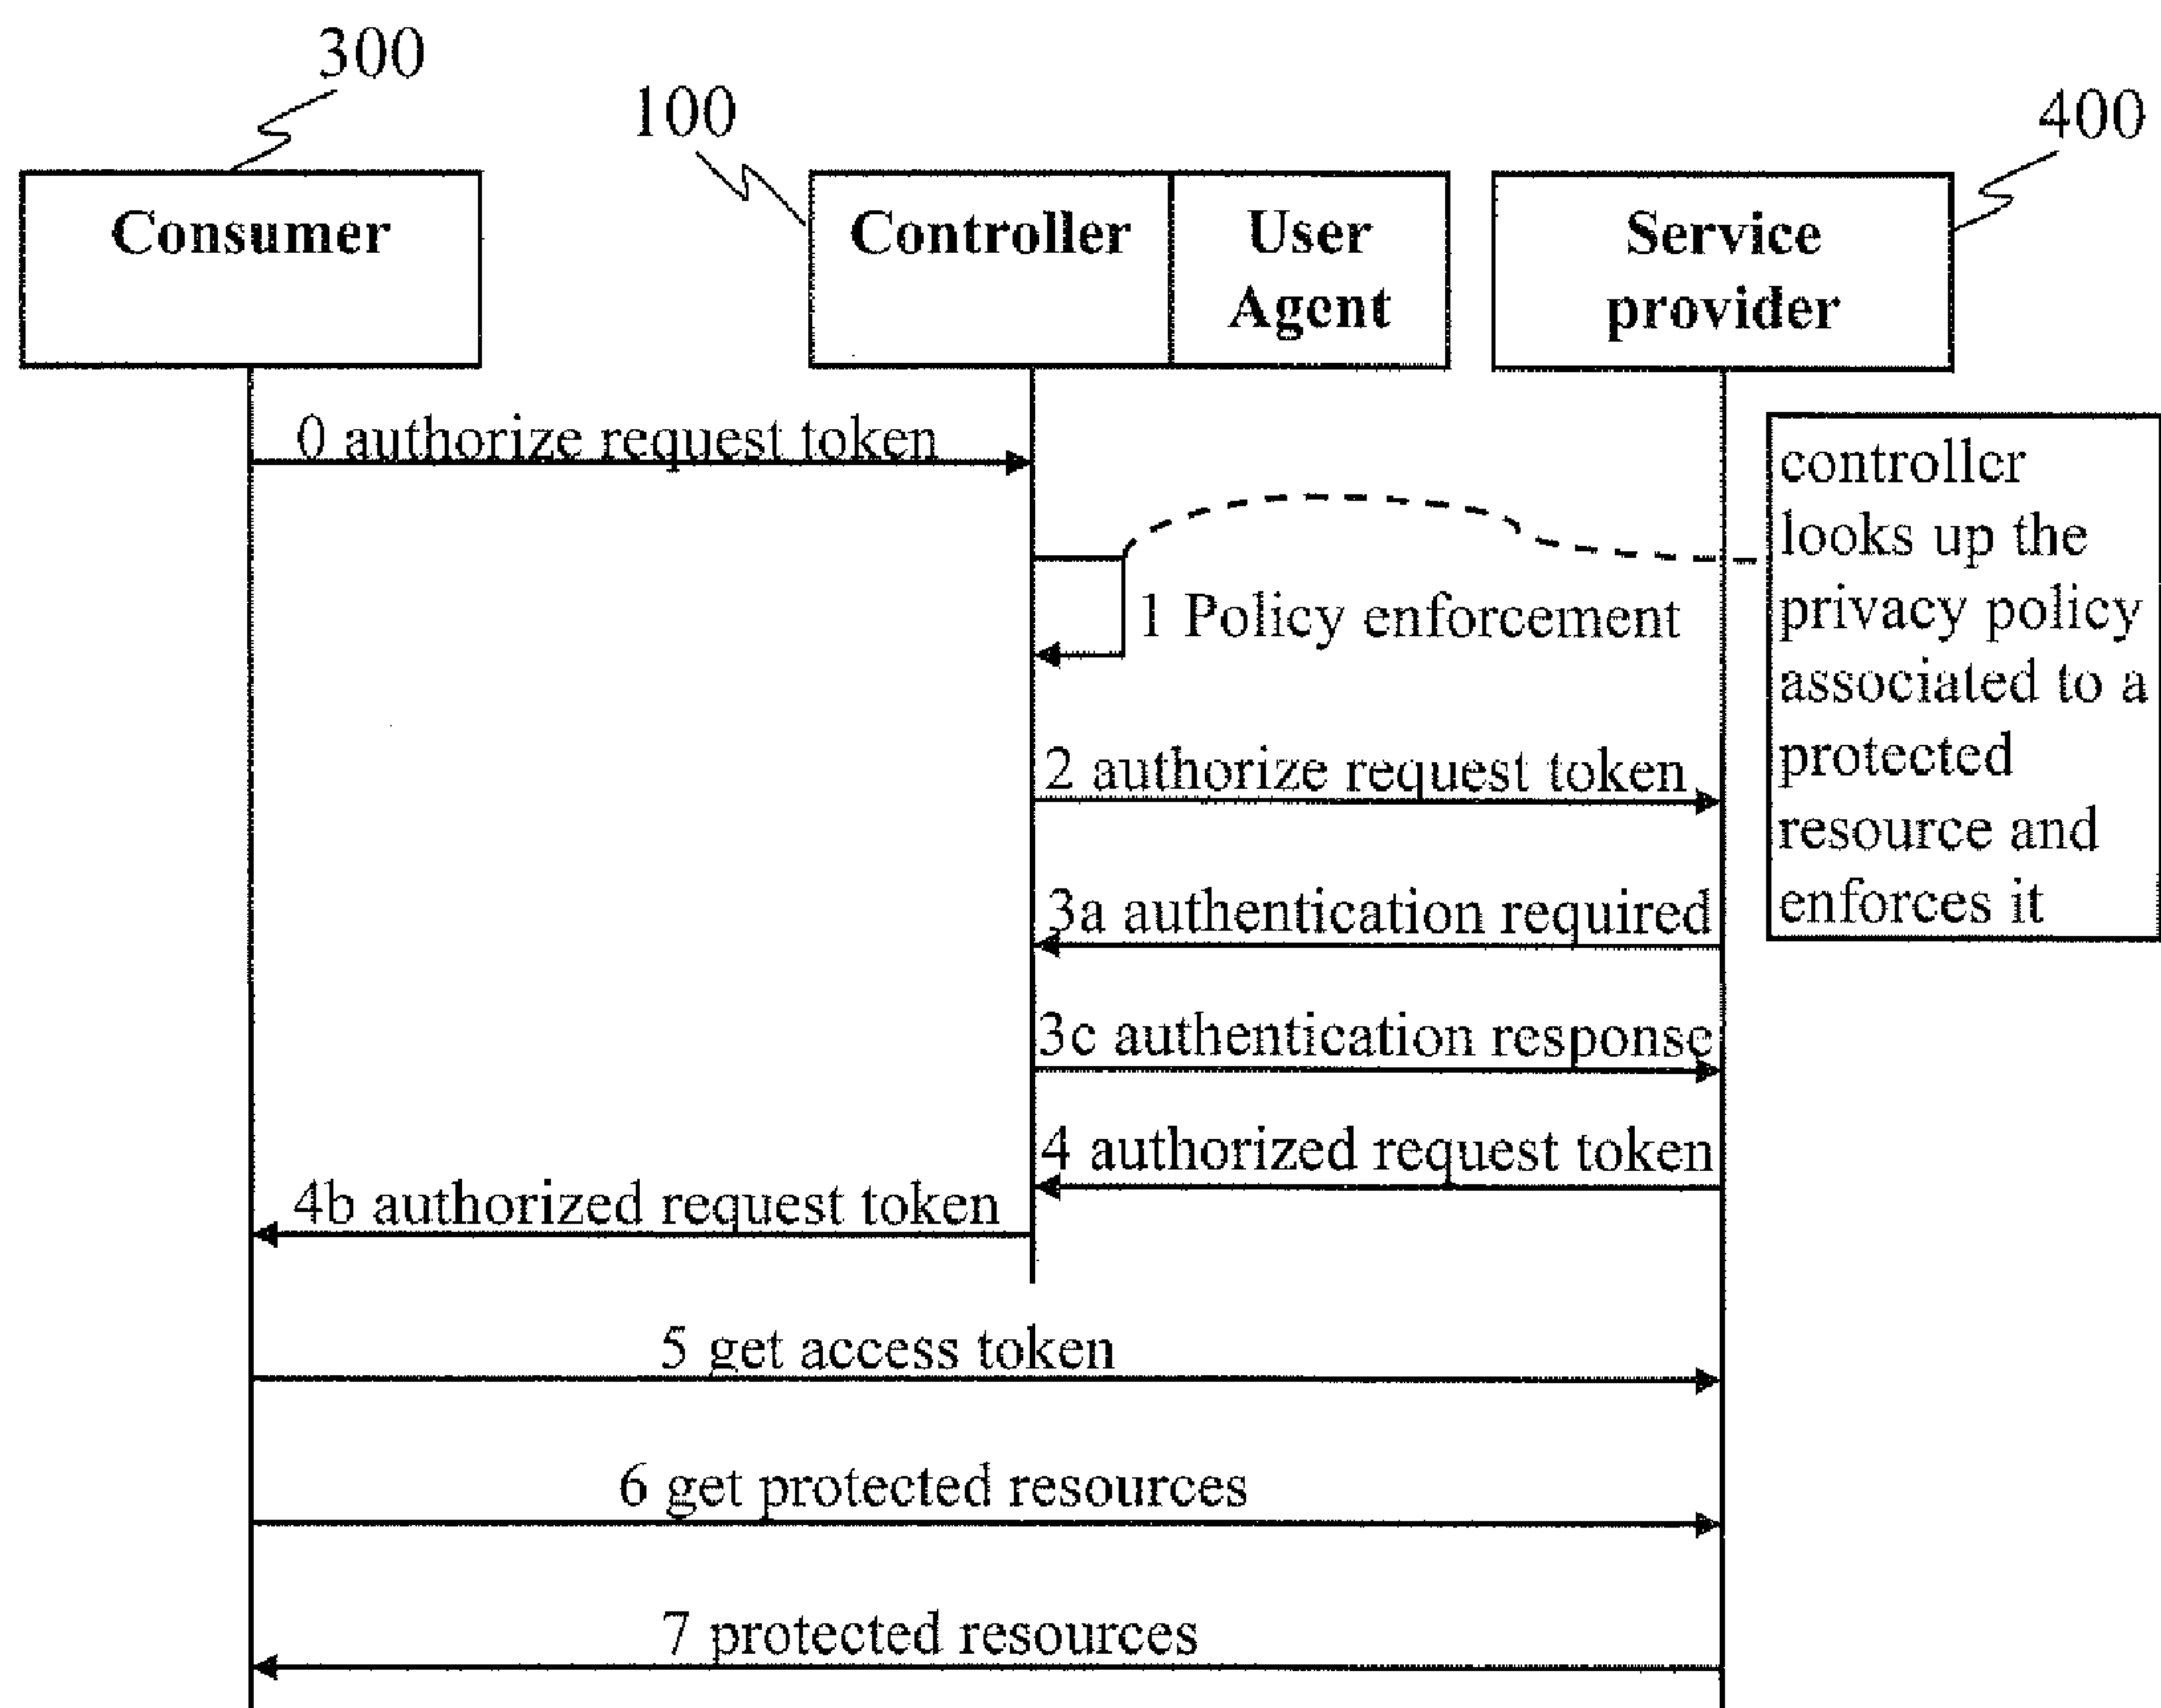 300
100
400
Consumer
Controller
User
Agent
Service
provider
0 authorize request token
controller
looks up the
privacy policy
associated to a
protected
resource and
enforces it
1 Policy enforcement
2 authorize request token
3a authentication required
3c authentication response
4 authorized request token
4b authorized request token
5 get access token
6 get protected resources
7 protected resources